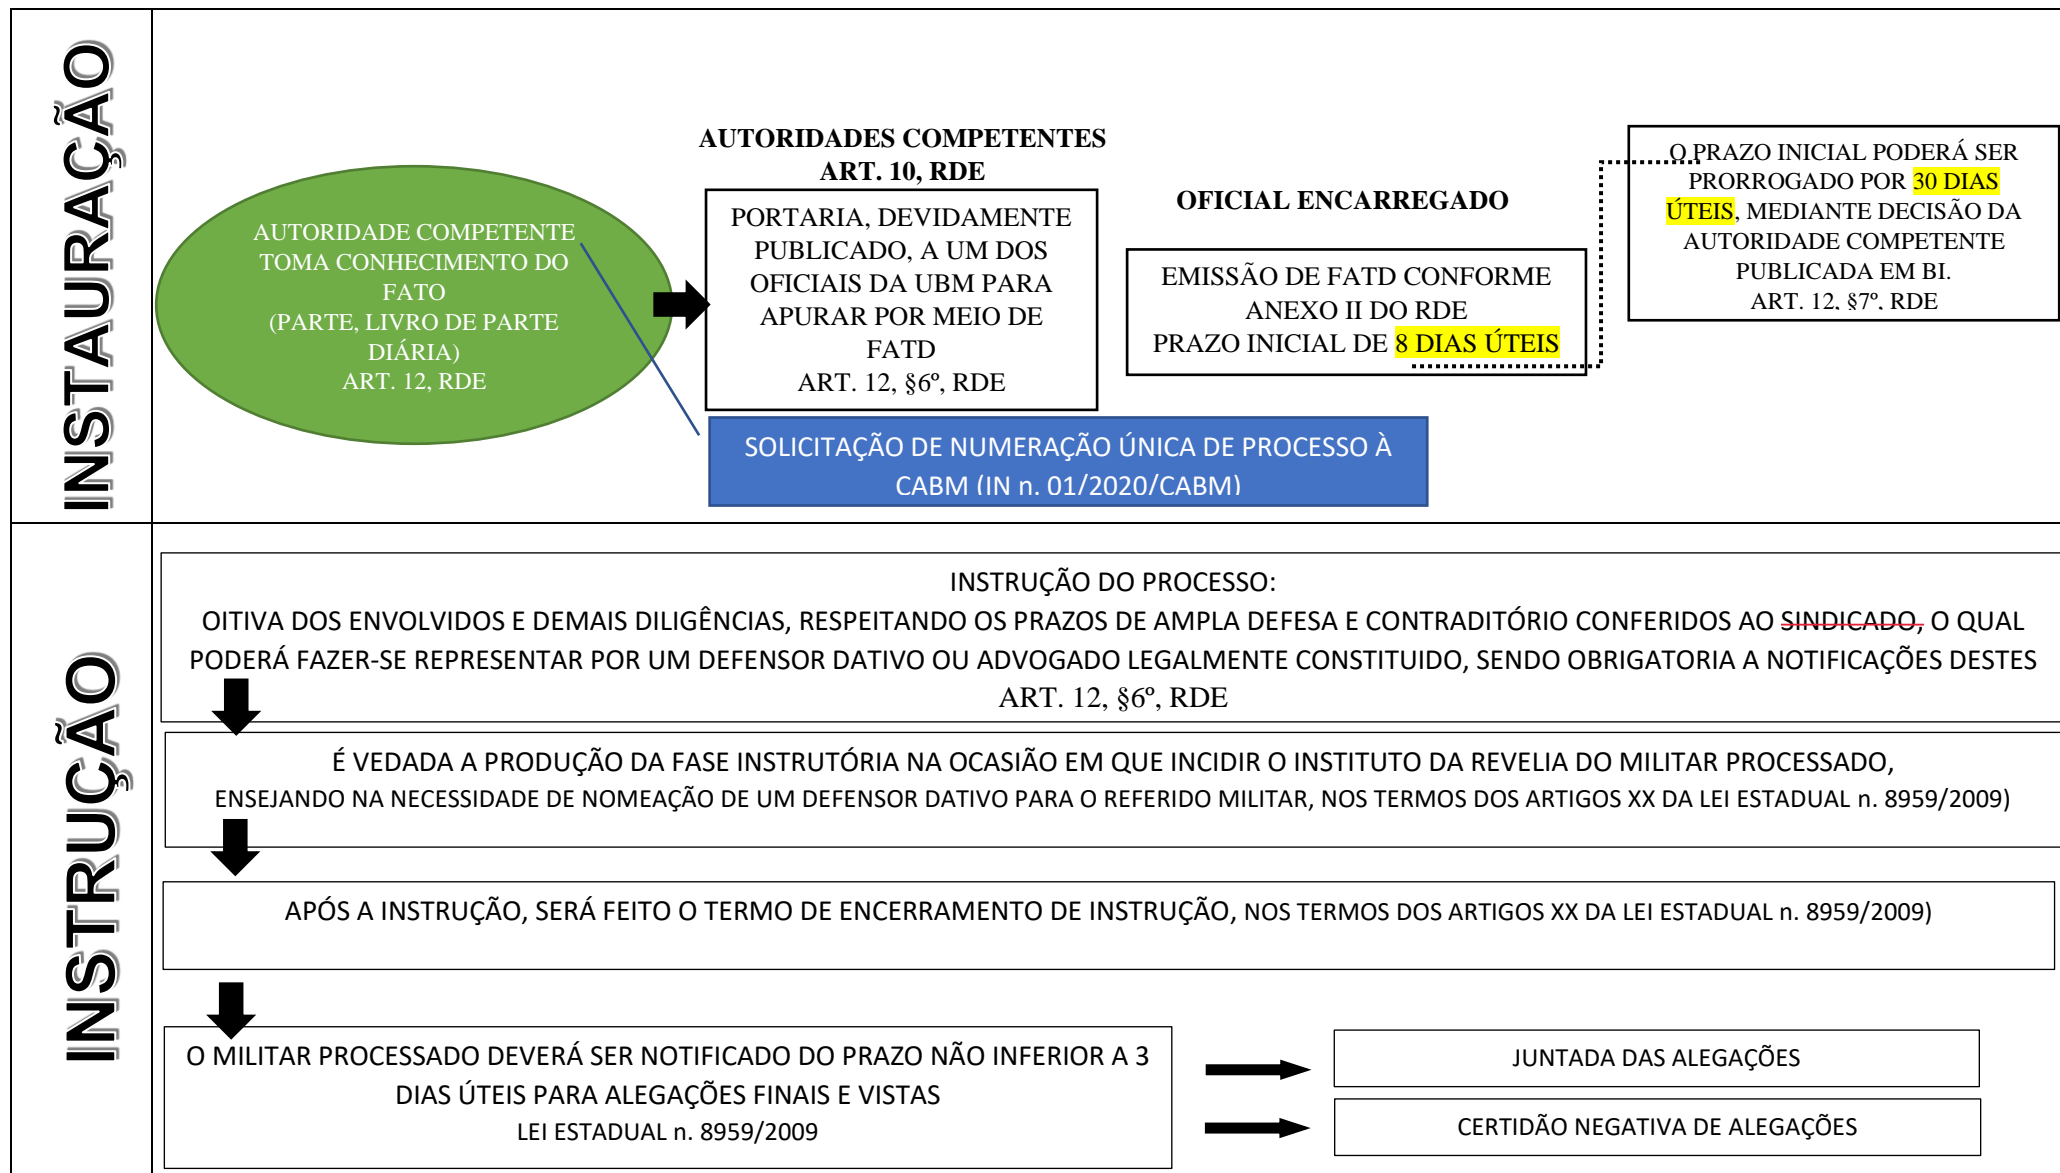 INSTAURAÇÃO
AUTORIDADE COMPETENTE
TOMA CONHECIMENTO DO
FATO
(PARTE, LIVRO DE PARTE
DIÁRIA)
ART. 12, RDE
AUTORIDADES COMPETENTES
ART. 10, RDE
PORTARIA, DEVIDAMENTE
PUBLICADO, A UM DOS
OFICIAIS DA UBM PARA
APURAR POR MEIO DE
FATD
ART. 12, §6º, RDE
SOLICITAÇÃO DE NUMERAÇÃO ÚNICA DE PROCESSO À
CABM (IN n. 01/2020/CABM)
OFICIAL ENCARREGADO
EMISSÃO DE FATD CONFORME
ANEXO II DO RDE
PRAZO INICIAL DE 8 DIAS ÚTEIS
O PRAZO INICIAL PODERÁ SER
PRORROGADO POR 30 DIAS
ÚTEIS, MEDIANTE DECISÃO DA
AUTORIDADE COMPETENTE
PUBLICADA EM BI.
ART. 12, §7º, RDE
INSTRUÇÃO
INSTRUÇÃO DO PROCESSO:
OITIVA DOS ENVOLVIDOS E DEMAIS DILIGÊNCIAS, RESPEITANDO OS PRAZOS DE AMPLA DEFESA E CONTRADITÓRIO CONFERIDOS AO SINDICADO, O QUAL
PODERÁ FAZER-SE REPRESENTAR POR UM DEFENSOR DATIVO OU ADVOGADO LEGALMENTE CONSTITUIDO, SENDO OBRIGATORIA A NOTIFICAÇÕES DESTES
ART. 12, §6º, RDE
É VEDADA A PRODUÇÃO DA FASE INSTRUTÓRIA NA OCASIÃO EM QUE INCIDIR O INSTITUTO DA REVELIA DO MILITAR PROCESSADO,
ENSEJANDO NA NECESSIDADE DE NOMEAÇÃO DE UM DEFENSOR DATIVO PARA O REFERIDO MILITAR, NOS TERMOS DOS ARTIGOS XX DA LEI ESTADUAL n. 8959/2009)
APÓS A INSTRUÇÃO, SERÁ FEITO O TERMO DE ENCERRAMENTO DE INSTRUÇÃO, NOS TERMOS DOS ARTIGOS XX DA LEI ESTADUAL n. 8959/2009)
O MILITAR PROCESSADO DEVERÁ SER NOTIFICADO DO PRAZO NÃO INFERIOR A 3
DIAS ÚTEIS PARA ALEGAÇÕES FINAIS E VISTAS
LEI ESTADUAL n. 8959/2009
JUNTADA DAS ALEGAÇÕES
CERTIDÃO NEGATIVA DE ALEGAÇÕES